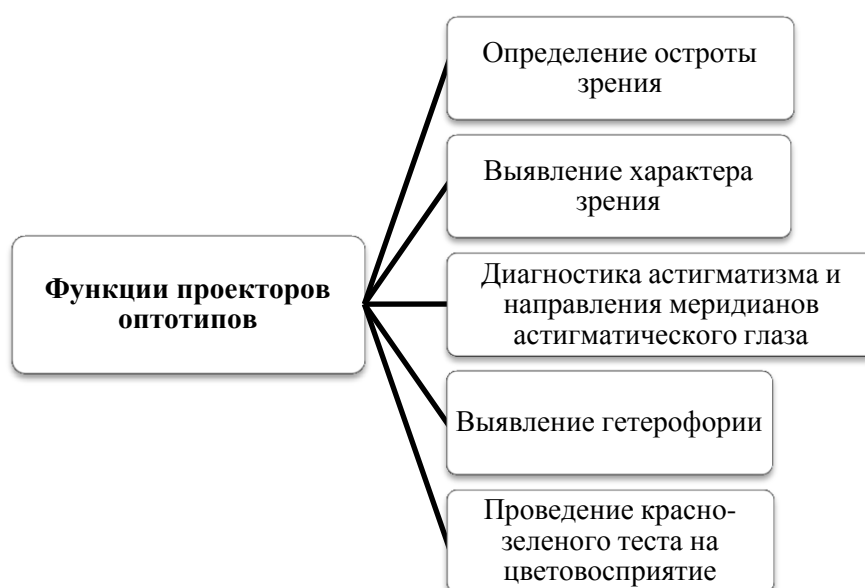 Определение остроты
зрения
Выявление характера
зрения
Функции проекторов
оптотипов
Диагностика астигматизма и
направления меридианов
астигматического глаза
Выявление гетерофории
Проведение красно-
зеленого теста на
цветовосприятие